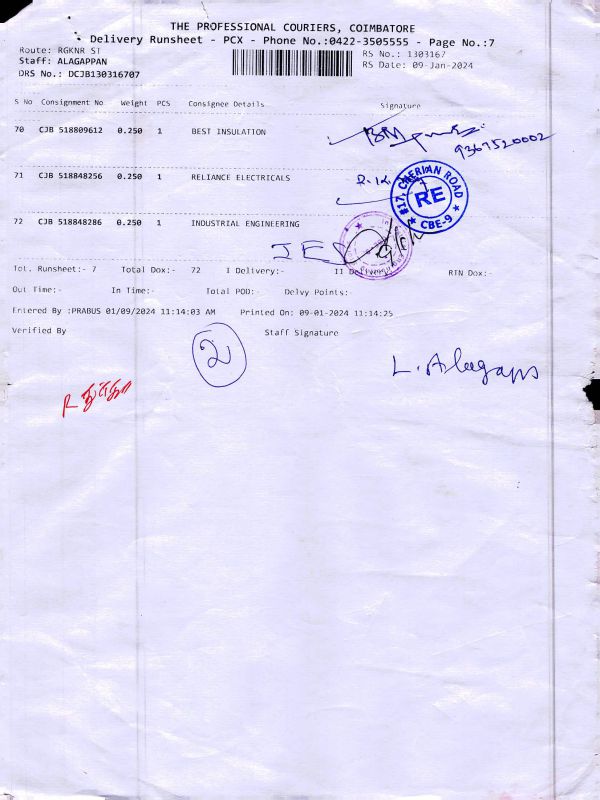 THE PROFESSIONAL COURIERS, COIMBATORE
Delivery Runsheet - PCX - Phone No.:0422-3505555 - Page No.:7
Route: RGKNR ST
RS No.: 1303167
Staff: ALAGAPPAN
RS Date: 09-Jan-2024
DRS No.: DCJB130316707
S No Consignment No Weight PCS Consignee Details Signature
70 CJB 518809612 0.250 1 BEST INSULATION
9367520002
71 CJB 518848256 0.250 1 RELIANCE ELECTRICALS
#17, CHERIAN ROAD
RE
CBE-9
72 CJB 518848286 0.250 1 INDUSTRIAL ENGINEERING
Tot. Runsheet:- 7 Total Dox:- 72 I Delivery:- II Delivery:- RTN Dox:-
Out Time:- In Time:- Total POD:- Delvy Points:
Entered By :PRABUS 01/09/2024 11:14:03 AM Printed On: 09-01-2024 11:14:25
Verified By Staff Signature
L. Alagaps